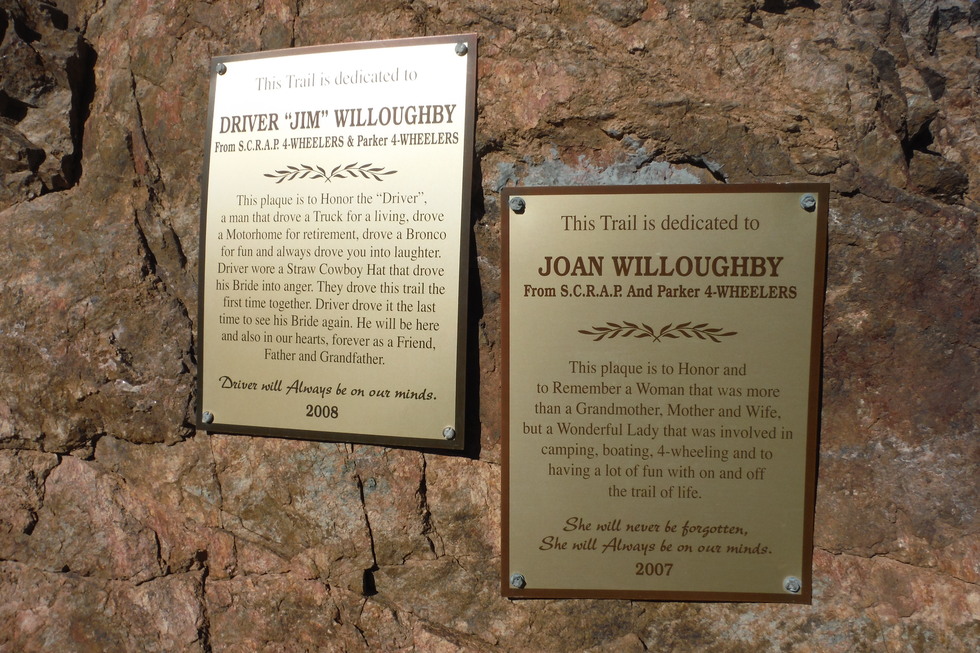 This Trail is dedicated to
DRIVER “JIM” WILLOUGHBY
From S.C.R.A.P. 4-WHEELERS & Parker 4-WHEELERS
This plaque is to Honor the “Driver”,
a man that drove a Truck for a living, drove
a Motorhome for retirement, drove a Bronco
for fun and always drove you into laughter.
Driver wore a Straw Cowboy Hat that drove
his Bride into anger. They drove this trail the
first time together. Driver drove it the last
time to see his Bride again. He will be here
and also in our hearts, forever as a Friend,
Father and Grandfather.
Driver will Always be on our minds.
2008
This Trail is dedicated to
JOAN WILLOUGHBY
From S.C.R.A.P. And Parker 4-WHEELERS
This plaque is to Honor and
to Remember a Woman that was more
than a Grandmother, Mother and Wife,
but a Wonderful Lady that was involved in
camping, boating, 4-wheeling and to
having a lot of fun with on and off
the trail of life.
She will never be forgotten,
She will Always be on our minds.
2007